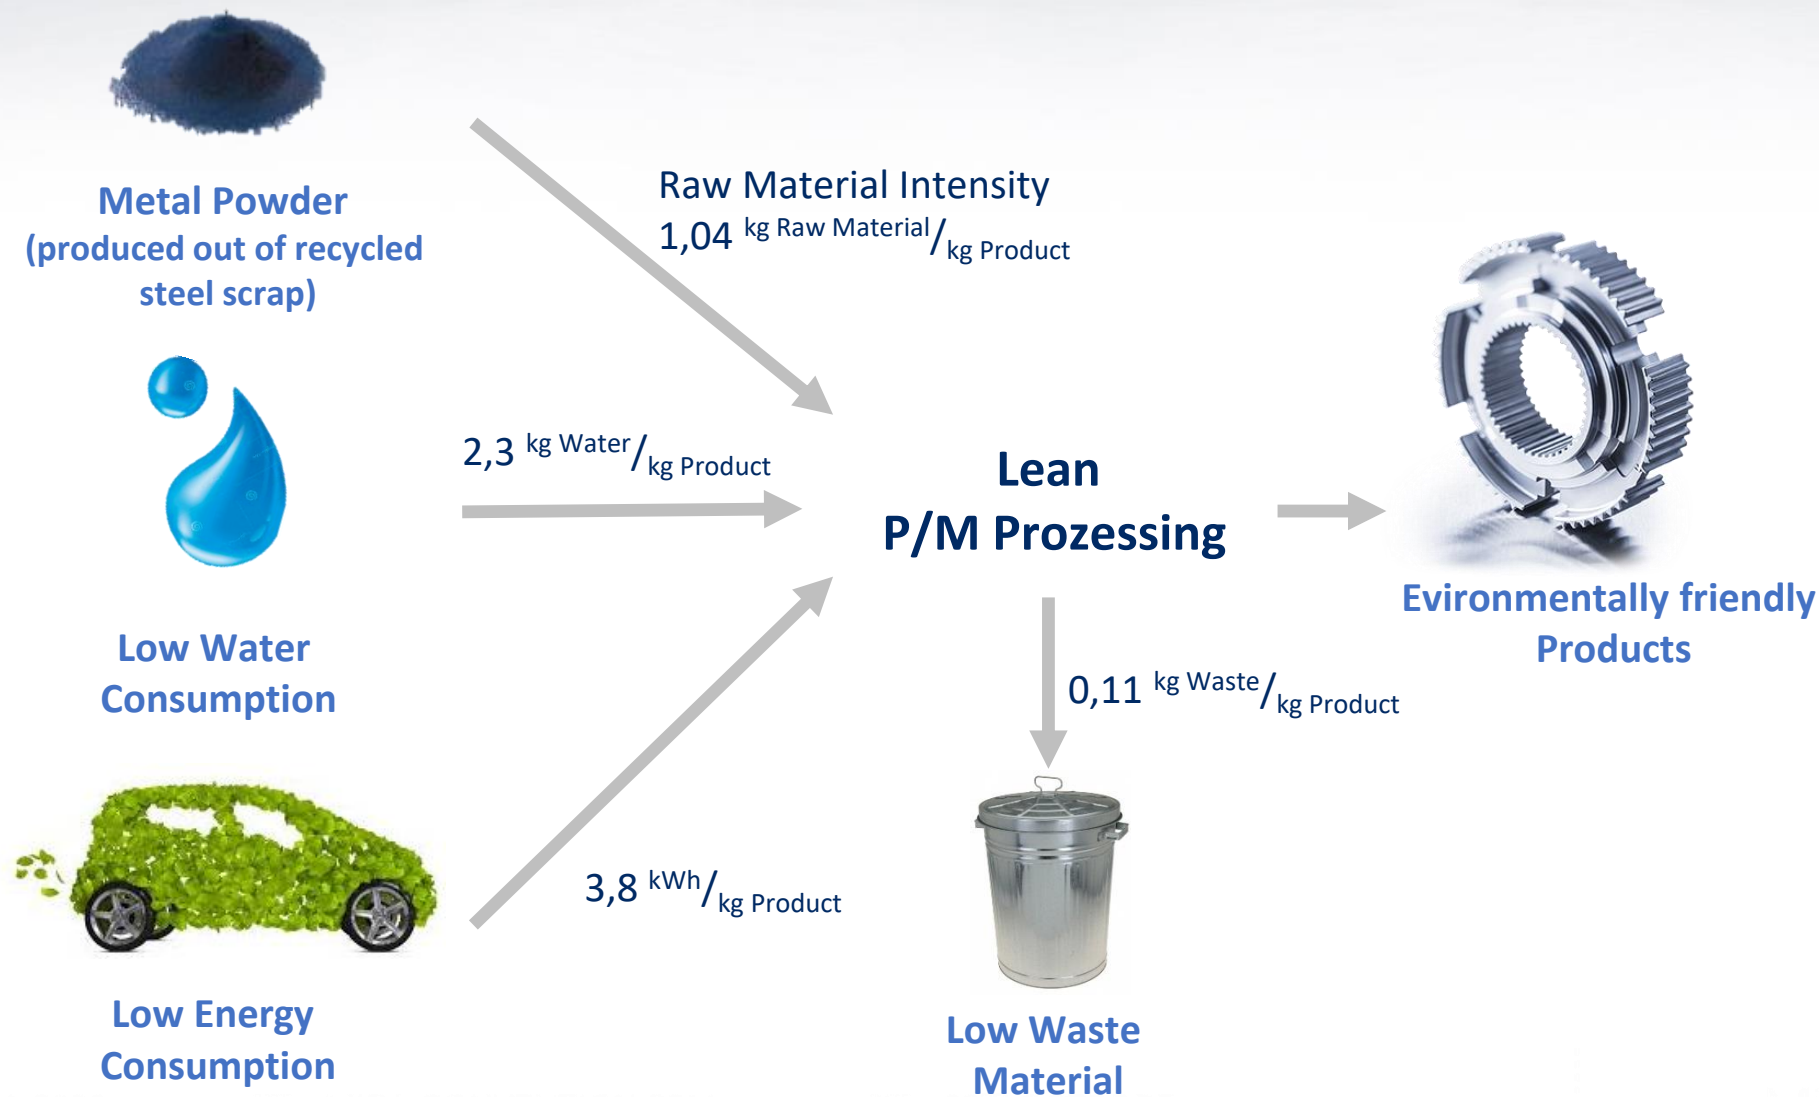 Metal Powder
(produced out of recycled
steel scrap)
Raw Material Intensity
1,04 kg Raw Material/kg Product
2,3 kg Water/kg Product
Low Water
Consumption
Lean
P/M Prozessing
Evironmentally friendly
Products
0,11 kg Waste/kg Product
3,8 kWh/kg Product
Low Energy
Consumption
Low Waste
Material